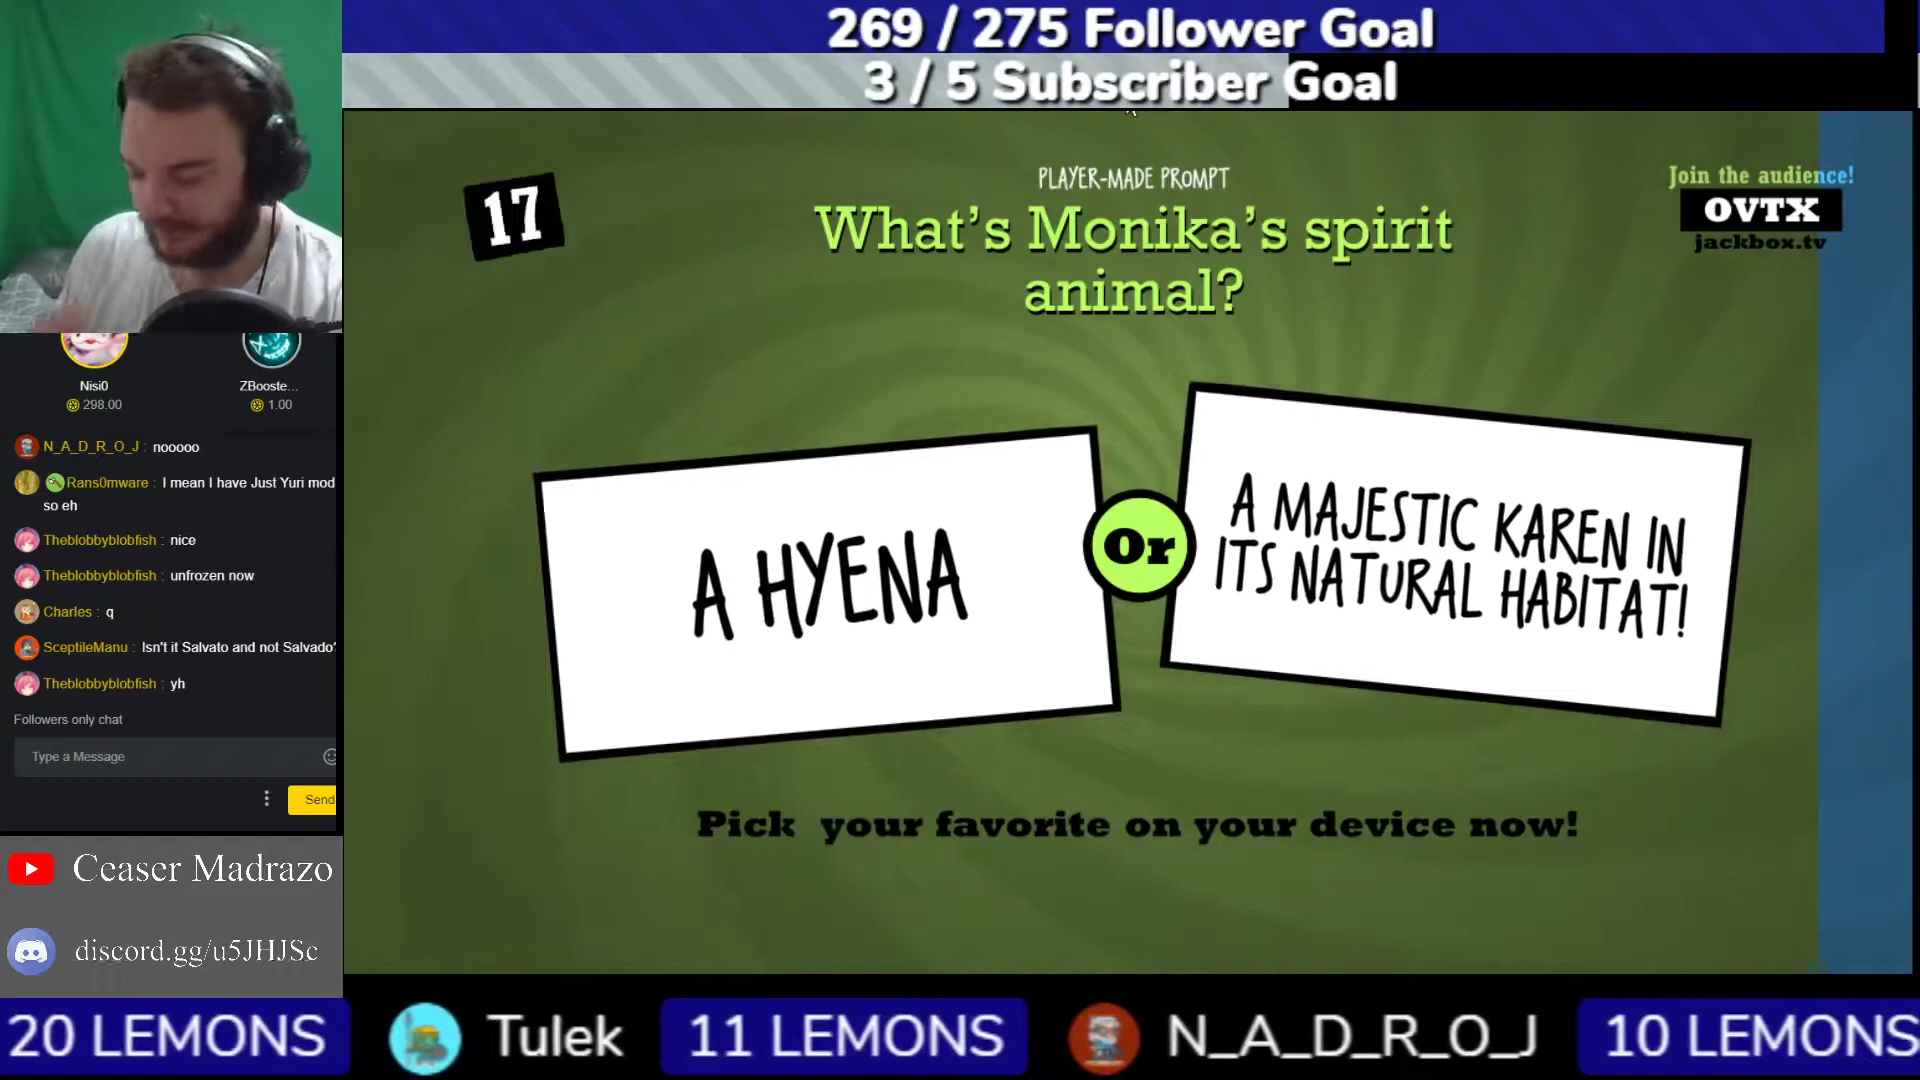 269 / 275 Follower Goal
3 / 5 Subscriber Goal
17
PLAYER-MADE PROMPT
What's Monika's spirit
animal?
Join the audience!
OVTX
jackbox.tv
A HYENA
Or
A MAJESTIC KAREN IN
ITS NATURAL HABITAT!
Pick your favorite on your device now!
Nisi0
ZBooste...
298.00
1.00
N_A_D_R_O_J : nooooo
Rans0mware : I mean I have Just Yuri mod
so eh
Theblobbyblobfish : nice
Theblobbyblobfish : unfrozen now
Charles : q
SceptileManu : Isn't it Salvato and not Salvado?
Theblobbyblobfish : yh
Followers only chat
Type a Message
Send
Ceaser Madrazo
discord.gg/u5JHJSc
20 LEMONS
Tulek
11 LEMONS
N_A_D_R_O_J
10 LEMONS